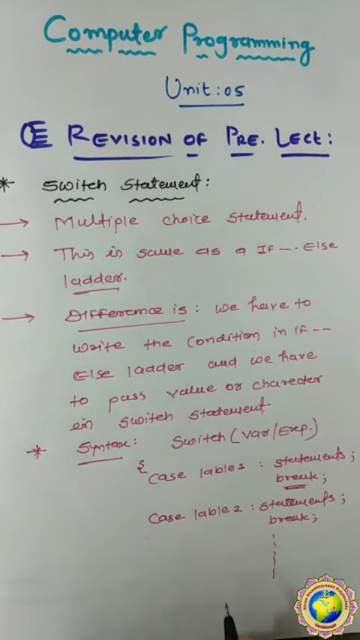 Computer Programming
Unit: 05
Revision of Pre. Lect:
* Switch Statement:
→ Multiple choice statement.
→ This is same as a If --. Else
ladder.
→ Difference is: we have to
write the condition in if --
Else ladder and we have
to pass value or charecter
in switch statement
* Syntax: Switch (Var/Exp.)
{
Case lable1 : statements;
break;
Case lable2 : statements;
break;